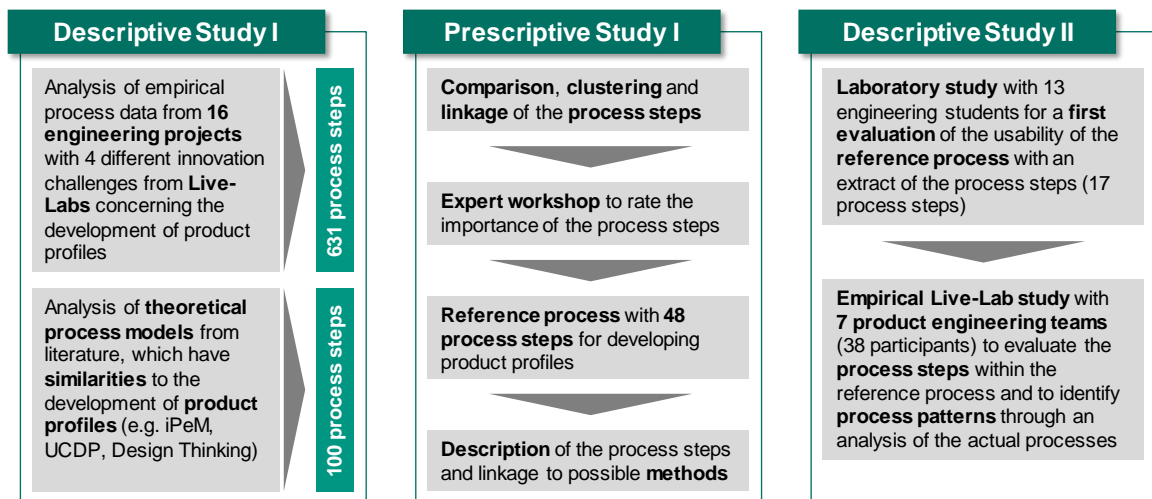 Descriptive Study I
Analysis of empirical
process data from 16
engineering projects
with 4 different innovation
challenges from Live-
Labs concerning the
development of product
profiles
631 process steps
Analysis of theoretical
process models from
literature, which have
similarities to the
development of product
profiles (e.g. iPeM,
UCDP, Design Thinking)
100 process steps
Prescriptive Study I
Comparison, clustering and
linkage of the process steps
Expert workshop to rate the
importance of the process steps
Reference process with 48
process steps for developing
product profiles
Description of the process steps
and linkage to possible methods
Descriptive Study II
Laboratory study with 13
engineering students for a first
evaluation of the usability of the
reference process with an
extract of the process steps (17
process steps)
Empirical Live-Lab study with
7 product engineering teams
(38 participants) to evaluate the
process steps within the
reference process and to identify
process patterns through an
analysis of the actual processes